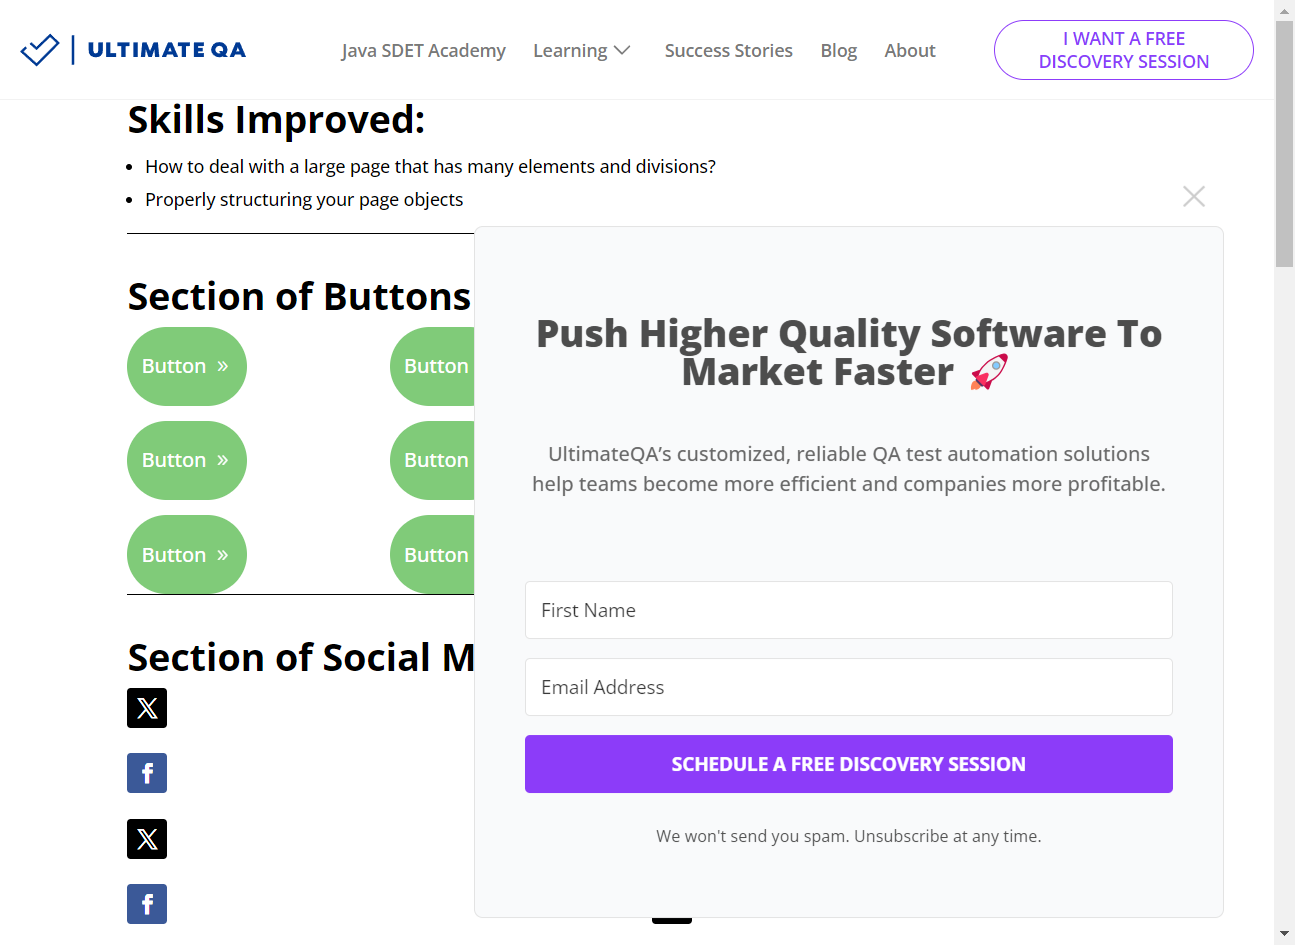 ULTIMATE QA
Java SDET Academy
Learning
Success Stories
Blog
About
I WANT A FREE
DISCOVERY SESSION
Skills Improved:
How to deal with a large page that has many elements and divisions?
Properly structuring your page objects
Section of Buttons
Button »
Button
Button »
Button
Button »
Button
Section of Social M
Push Higher Quality Software To
Market Faster 🚀
UltimateQA's customized, reliable QA test automation solutions
help teams become more efficient and companies more profitable.
First Name
Email Address
SCHEDULE A FREE DISCOVERY SESSION
We won't send you spam. Unsubscribe at any time.